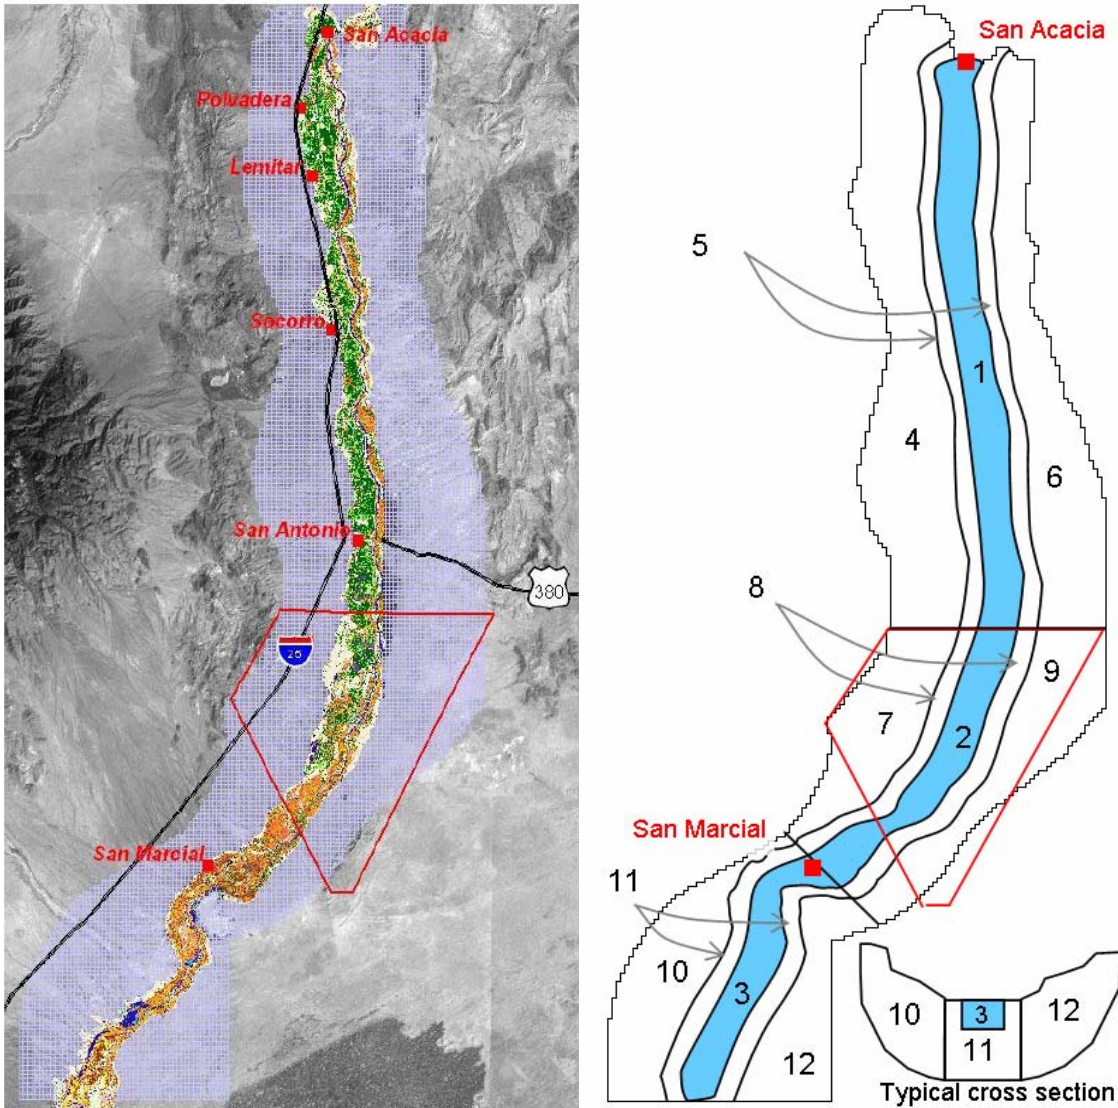 San Acacia
Polvadera
Lemitar
Socorro
San Antonio
380
25
San Marcial
San Acacia
5
1
4
6
8
9
7
2
San Marcial
11
10
3
12
10
3
12
11
Typical cross section